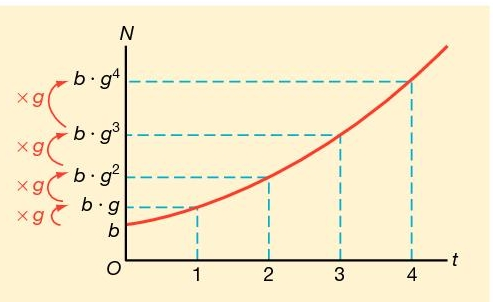 N
× g
b · g⁴
× g
b · g³
× g
b · g²
× g
b · g
b
O
1 2 3 4
t